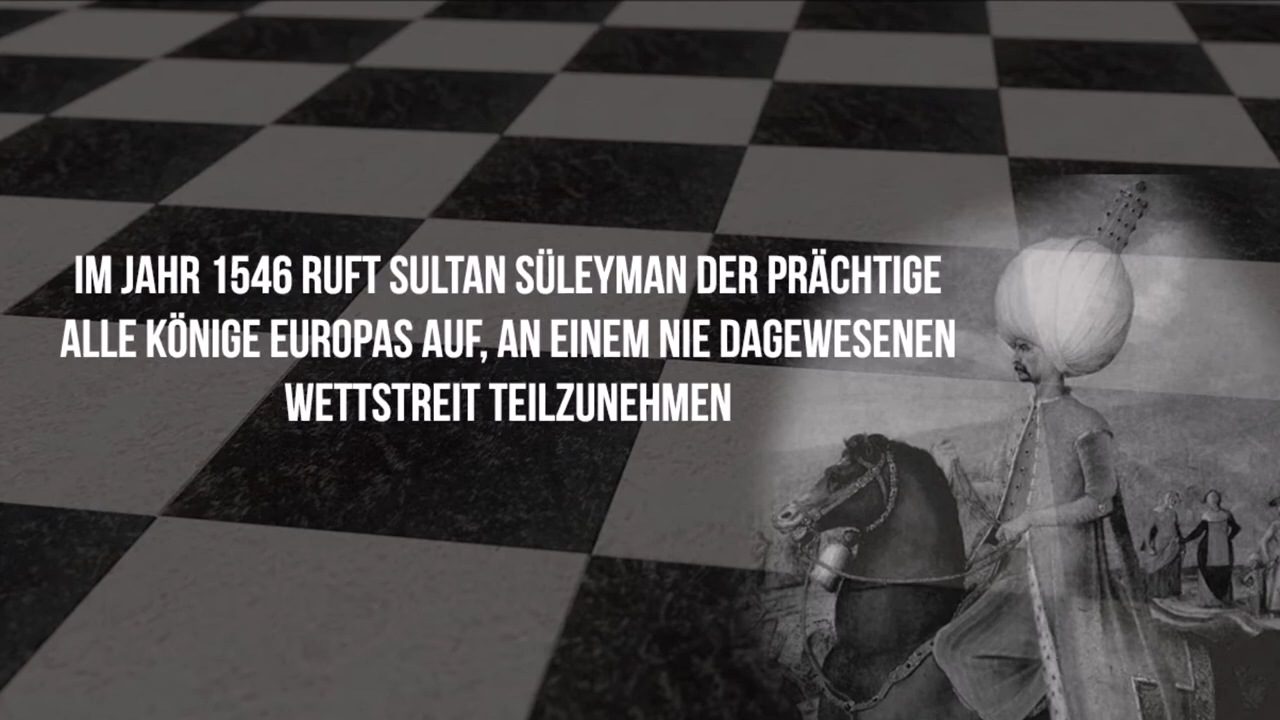 IM JAHR 1546 RUFT SULTAN SÜLEYMAN DER PRÄCHTIGE
ALLE KÖNIGE EUROPAS AUF, AN EINEM NIE DAGEWESENEN
WETTSTREIT TEILZUNEHMEN